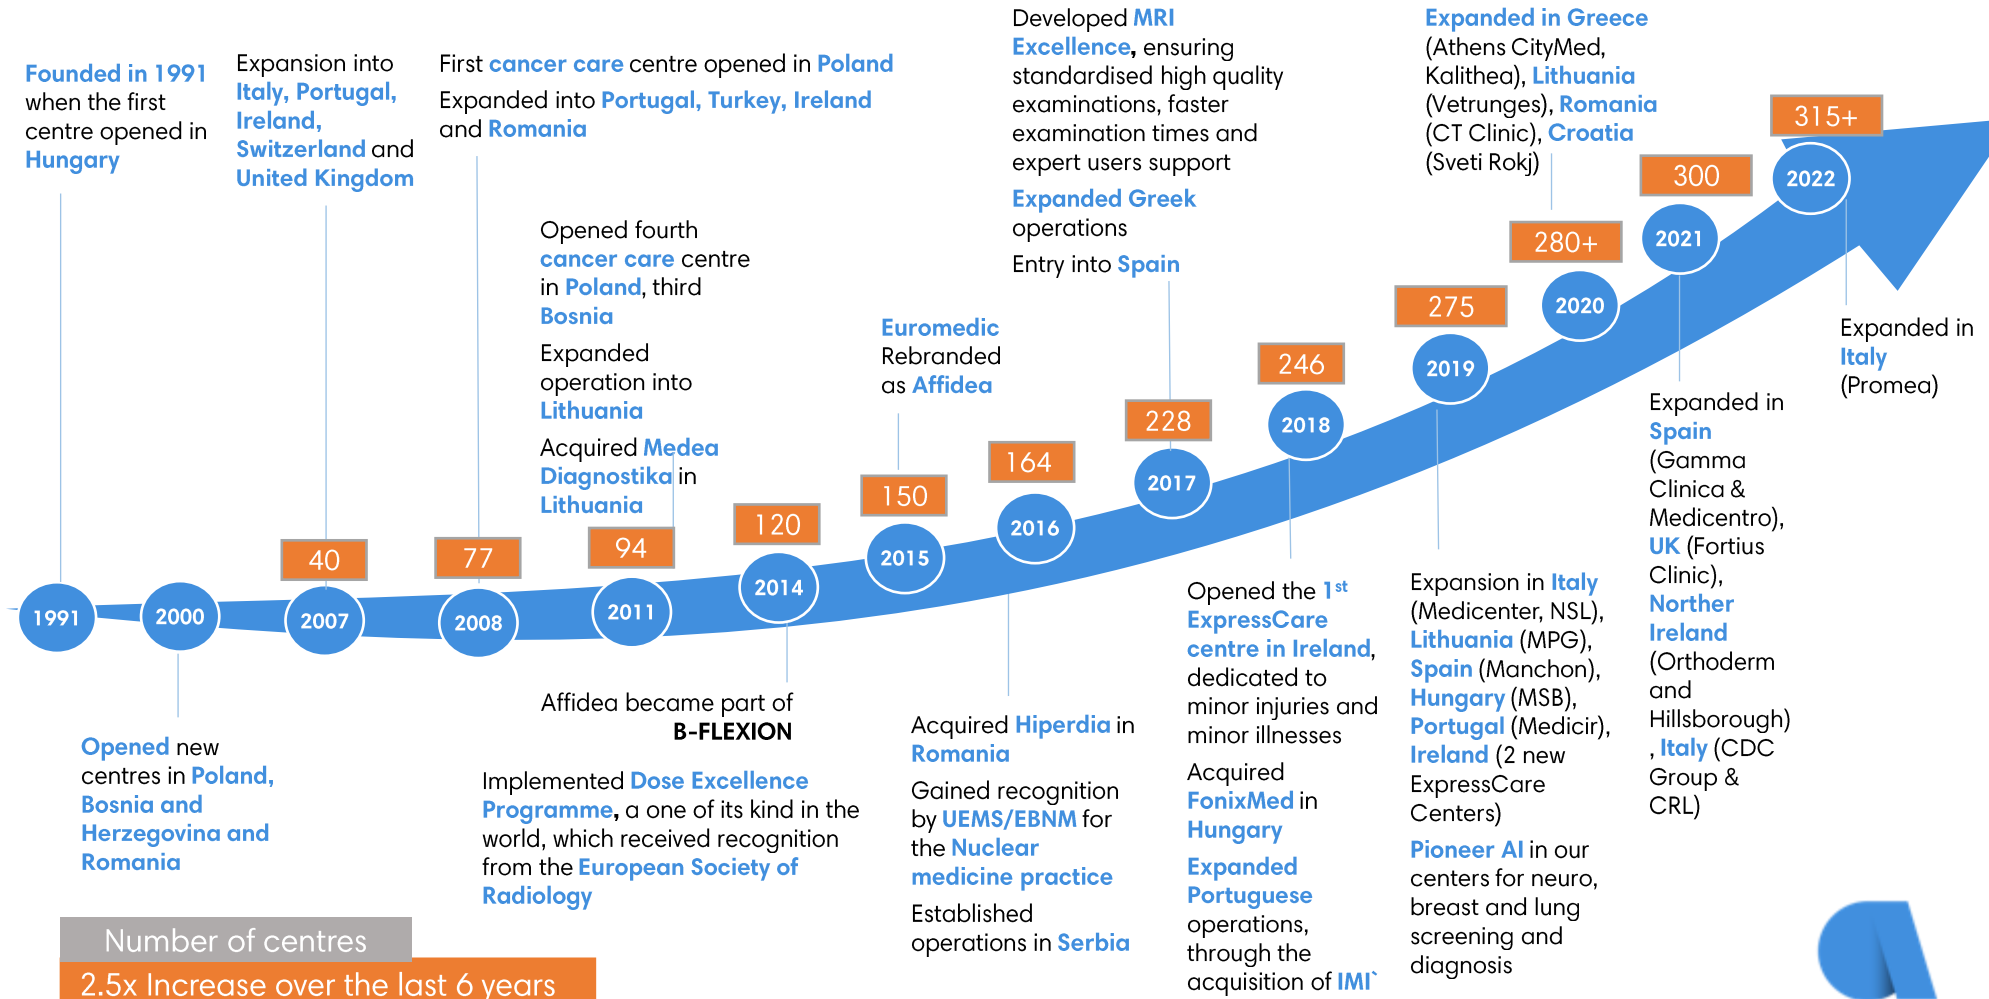 Founded in 1991
when the first
centre opened in
Hungary
Expansion into
Italy, Portugal,
Ireland,
Switzerland and
United Kingdom
First cancer care centre opened in Poland
Expanded into Portugal, Turkey, Ireland
and Romania
Opened fourth
cancer care centre
in Poland, third
Bosnia
Expanded
operation into
Lithuania
Acquired Medea
Diagnostika in
Lithuania
Euromedic
Rebranded
as Affidea
Developed MRI
Excellence, ensuring
standardised high quality
examinations, faster
examination times and
expert users support
Expanded Greek
operations
Entry into Spain
Expanded in Greece
(Athens CityMed,
Kalithea), Lithuania
(Vetrunges), Romania
(CT Clinic), Croatia
(Sveti Rokj)
40
77
94
120
150
164
228
246
275
280+
300
315+
1991
2000
2007
2008
2011
2014
2015
2016
2017
2018
2019
2020
2021
2022
Opened new
centres in Poland,
Bosnia and
Herzegovina and
Romania
Affidea became part of
B-FLEXION
Implemented Dose Excellence
Programme, a one of its kind in the
world, which received recognition
from the European Society of
Radiology
Acquired Hiperdia in
Romania
Gained recognition
by UEMS/EBNM for
the Nuclear
medicine practice
Established
operations in Serbia
Opened the 1st
ExpressCare
centre in Ireland,
dedicated to
minor injuries and
minor illnesses
Acquired
FonixMed in
Hungary
Expanded
Portuguese
operations,
through the
acquisition of IMI`
Expansion in Italy
(Medicenter, NSL),
Lithuania (MPG),
Spain (Manchon),
Hungary (MSB),
Portugal (Medicir),
Ireland (2 new
ExpressCare
Centers)
Pioneer AI in our
centers for neuro,
breast and lung
screening and
diagnosis
Expanded in
Spain
(Gamma
Clinica &
Medicentro),
UK (Fortius
Clinic),
Norther
Ireland
(Orthoderm
and
Hillsborough)
, Italy (CDC
Group &
CRL)
Expanded in
Italy
(Promea)
Number of centres
2.5x Increase over the last 6 years